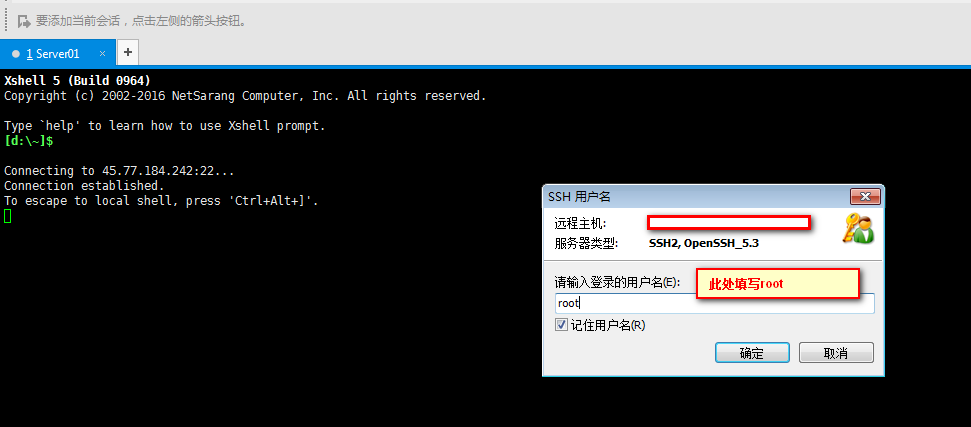 要添加当前会话，点击左侧的箭头按钮。
1 Server01 × +
Xshell 5 (Build 0964)
Copyright (c) 2002-2016 NetSarang Computer, Inc. All rights reserved.
Type `help' to learn how to use Xshell prompt.
[d:\~]$
Connecting to 45.77.184.242:22...
Connection established.
To escape to local shell, press 'Ctrl+Alt+]'.
SSH 用户名
远程主机:
服务器类型: SSH2, OpenSSH_5.3
请输入登录的用户名(E):
此处填写root
root
记住用户名(R)
确定 取消